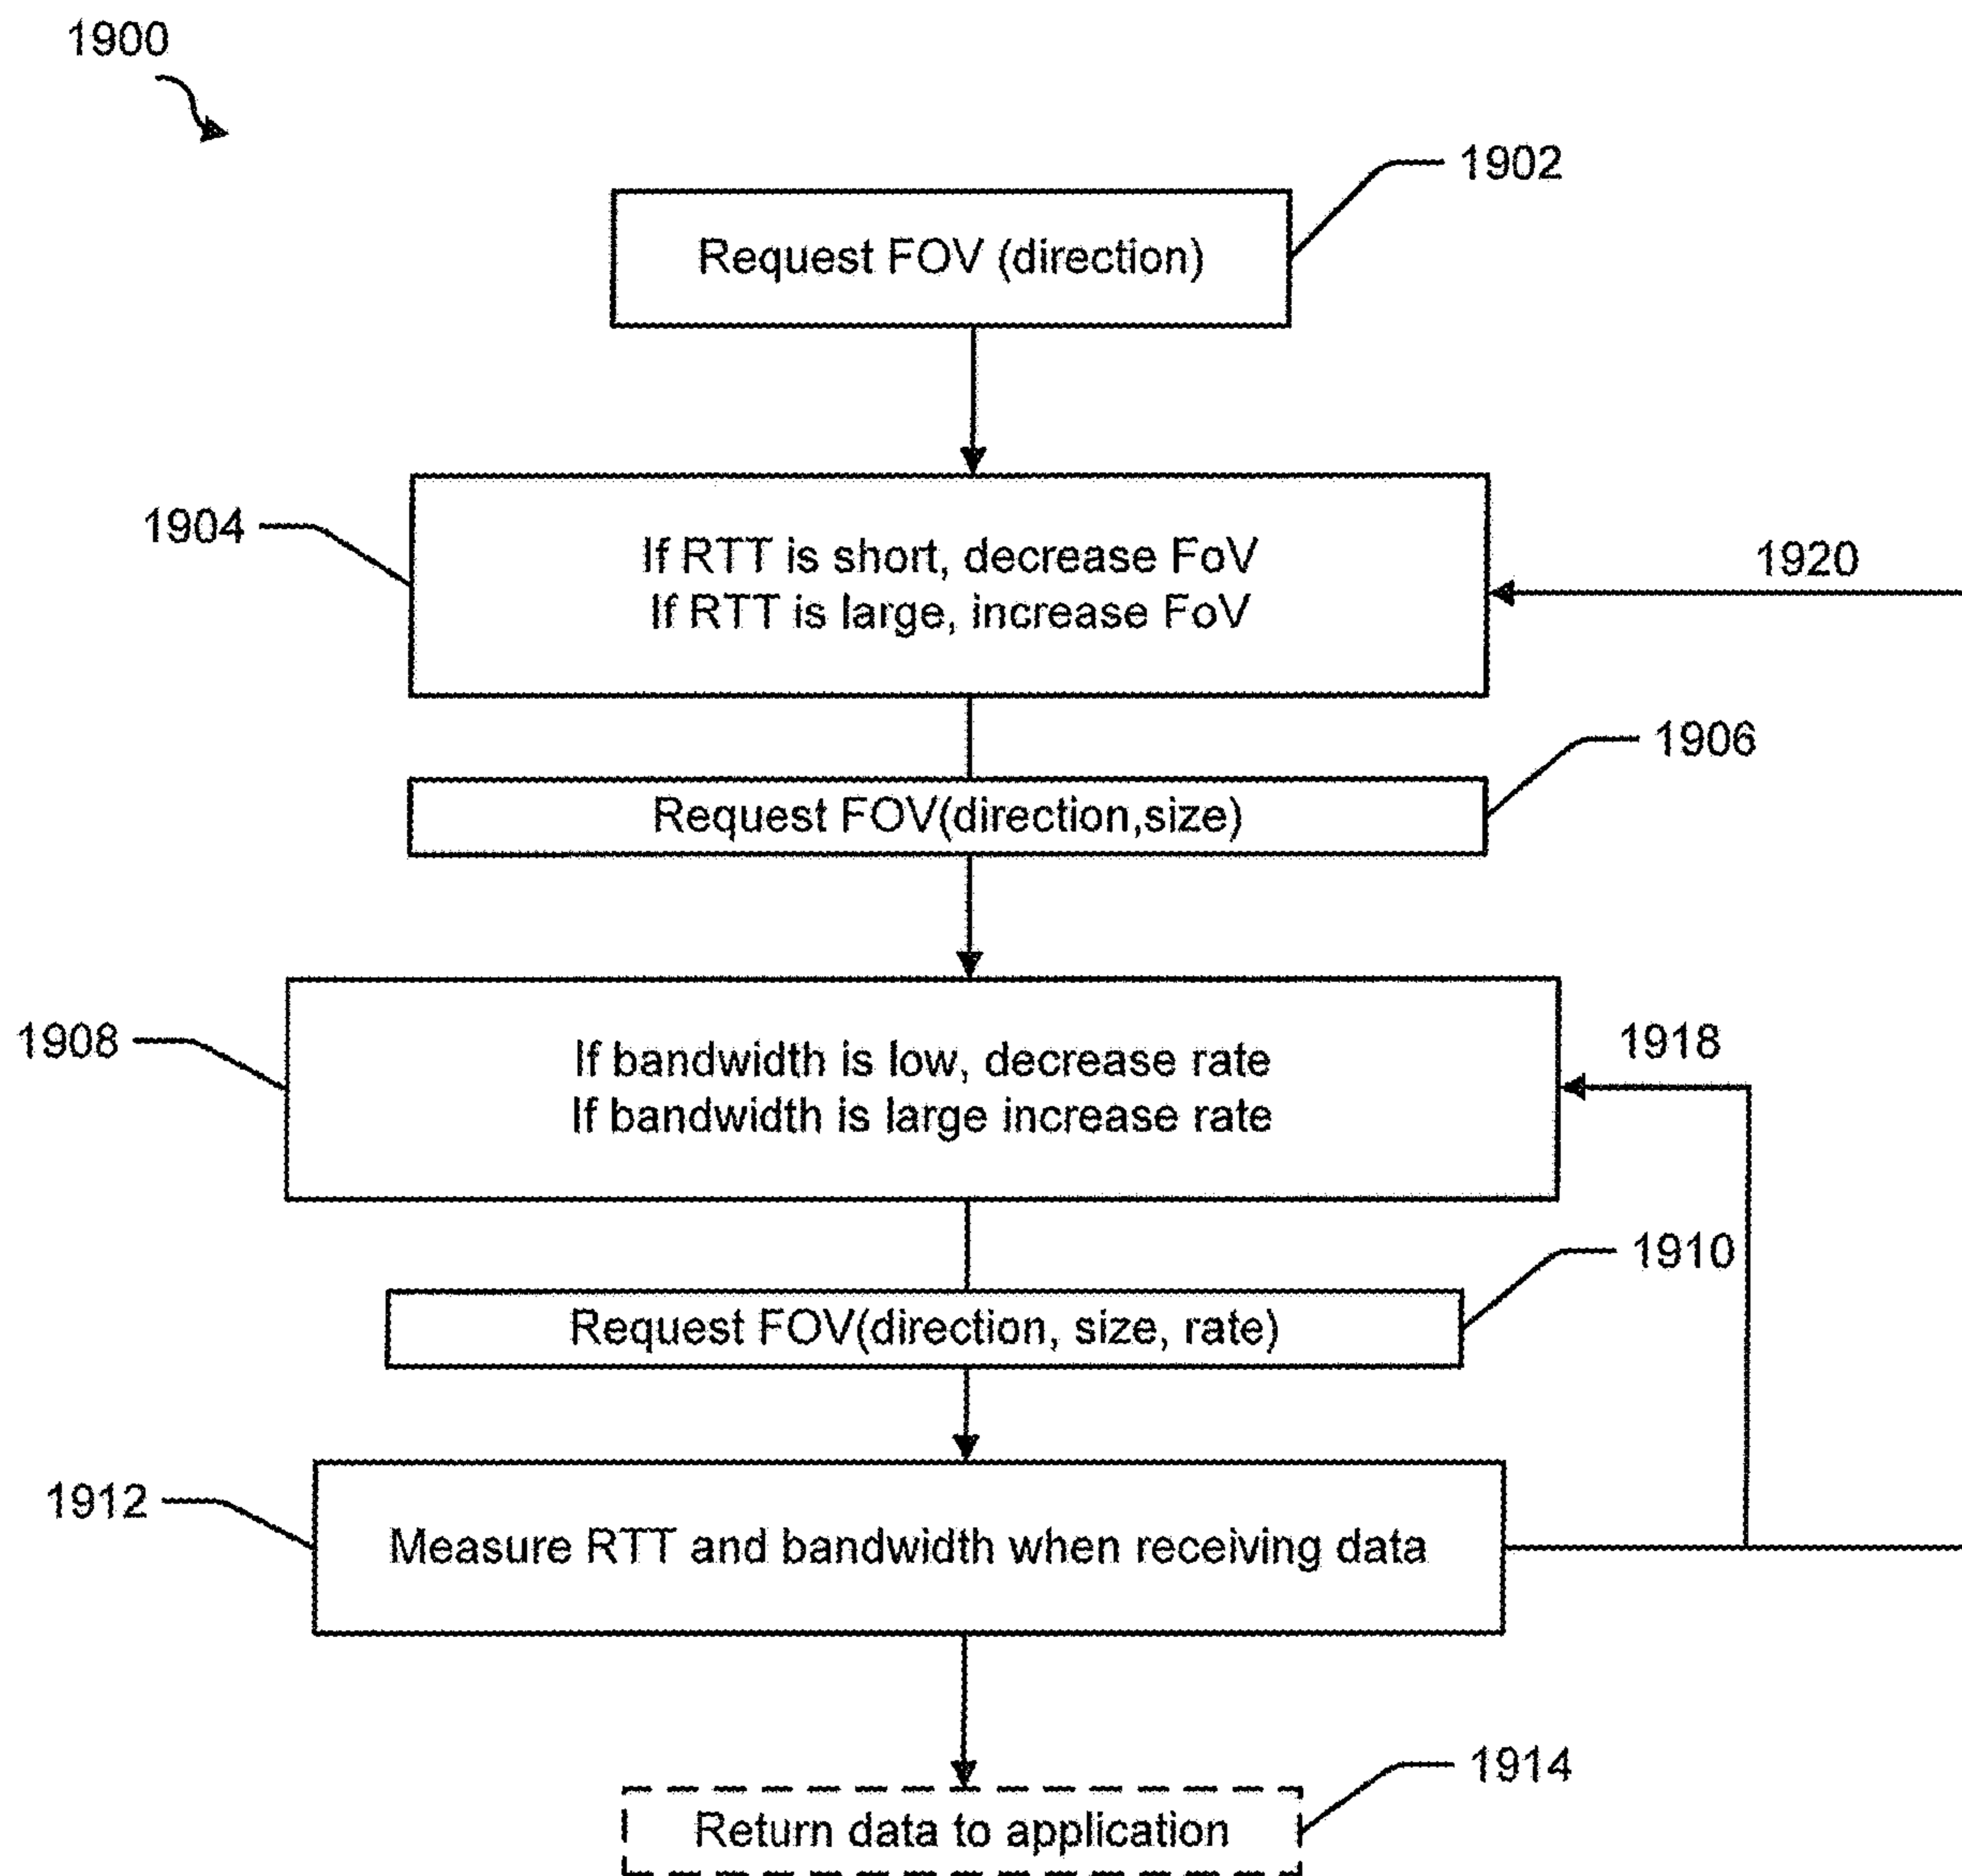 1900
1902
Request FOV (direction)
1904
If RTT is short, decrease FoV
If RTT is large, increase FoV
1920
1906
Request FOV(direction,size)
1908
If bandwidth is low, decrease rate
If bandwidth is large increase rate
1918
1910
Request FOV(direction, size, rate)
1912
Measure RTT and bandwidth when receiving data
1914
Return data to application